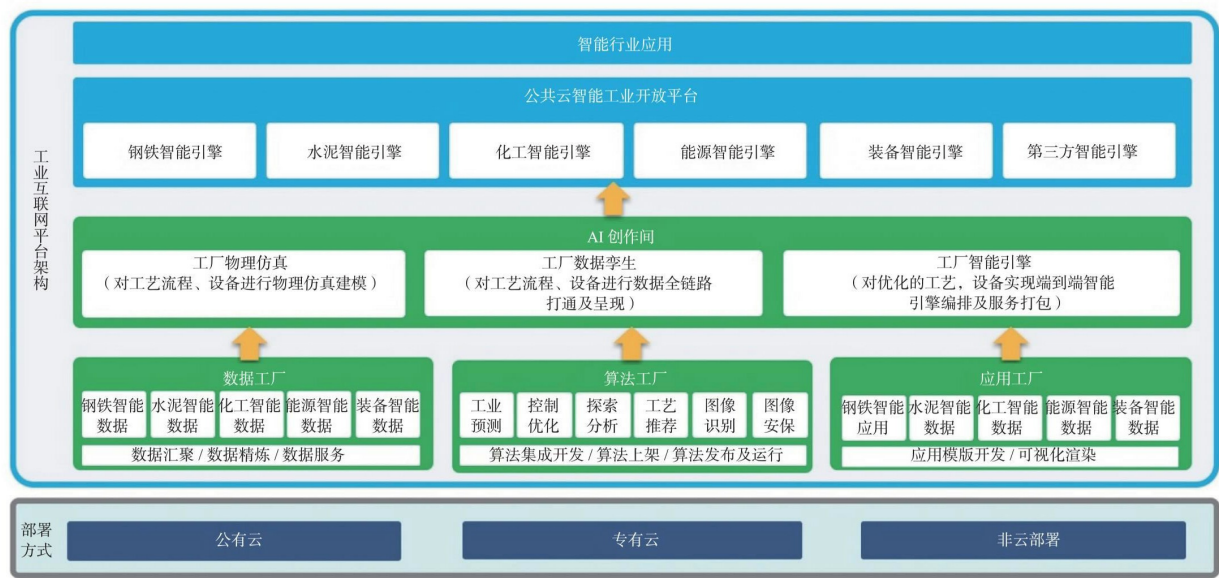 工业互联网平台架构
智能行业应用
公共云智能工业开放平台
钢铁智能引擎
水泥智能引擎
化工智能引擎
能源智能引擎
装备智能引擎
第三方智能引擎
AI 创作间
工厂物理仿真
(对工艺流程、设备进行物理仿真建模)
工厂数据孪生
(对工艺流程、设备进行数据全链路
打通及呈现)
工厂智能引擎
(对优化的工艺,设备实现端到端智能
引擎编排及服务打包)
数据工厂
钢铁智能
数据
水泥智能
数据
化工智能
数据
能源智能
数据
装备智能
数据
数据汇聚 / 数据精炼 / 数据服务
算法工厂
工业
预测
控制
优化
探索
分析
工艺
推荐
图像
识别
图像
安保
算法集成开发 / 算法上架 / 算法发布及运行
应用工厂
钢铁智能
应用
水泥智能
数据
化工智能
数据
能源智能
数据
装备智能
数据
应用模版开发 / 可视化渲染
部署
方式
公有云
专有云
非云部署